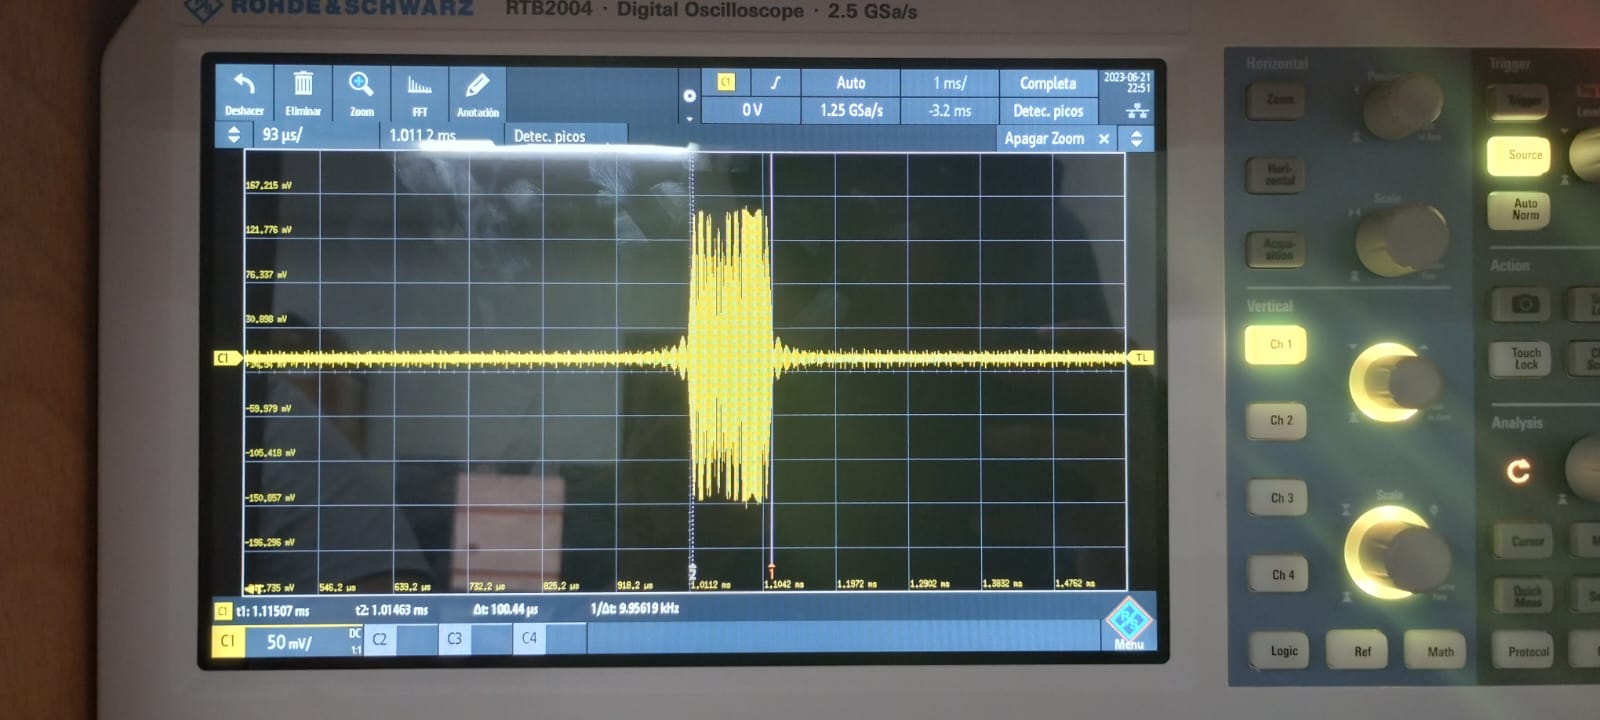 ROHDE&SCHWARZ RTB2004 · Digital Oscilloscope · 2.5 GSa/s
Deshacer Eliminar Zoom FFT Anotación
C1 Auto 1 ms/ Completa 2023-06-21
22:51
0 V 1.25 GSa/s -3.2 ms Detec. picos
93 µs/ 1.011,2 ms Detec. picos Apagar Zoom
167,215 mV
121,776 mV
76,337 mV
30,898 mV
C1 TL
-59,979 mV
-105,418 mV
-150,857 mV
-196,296 mV
2 1
546,2 µs 639,2 µs 732,2 µs 825,2 µs 918,2 µs 1,0112 ms 1,1042 ms 1,1972 ms 1,2902 ms 1,3832 ms 1,4762 ms
C1 t1: 1.11507 ms t2: 1.01463 ms Δt: 100.44 µs 1/Δt: 9.95619 kHz
C1 50 mV/ DC
1:1
C2 C3 C4 Menu
Horizontal
Position
Zoom
Hori-
zontal
Scale
Acqui-
sition
Vertical
Ch 1
Ch 2
Ch 3
Scale
Ch 4
Logic Ref Math
Trigger
Trigger
Source
Auto
Norm
Action
Touch
Lock
Analysis
Cursor
Quick
Meas
Protocol